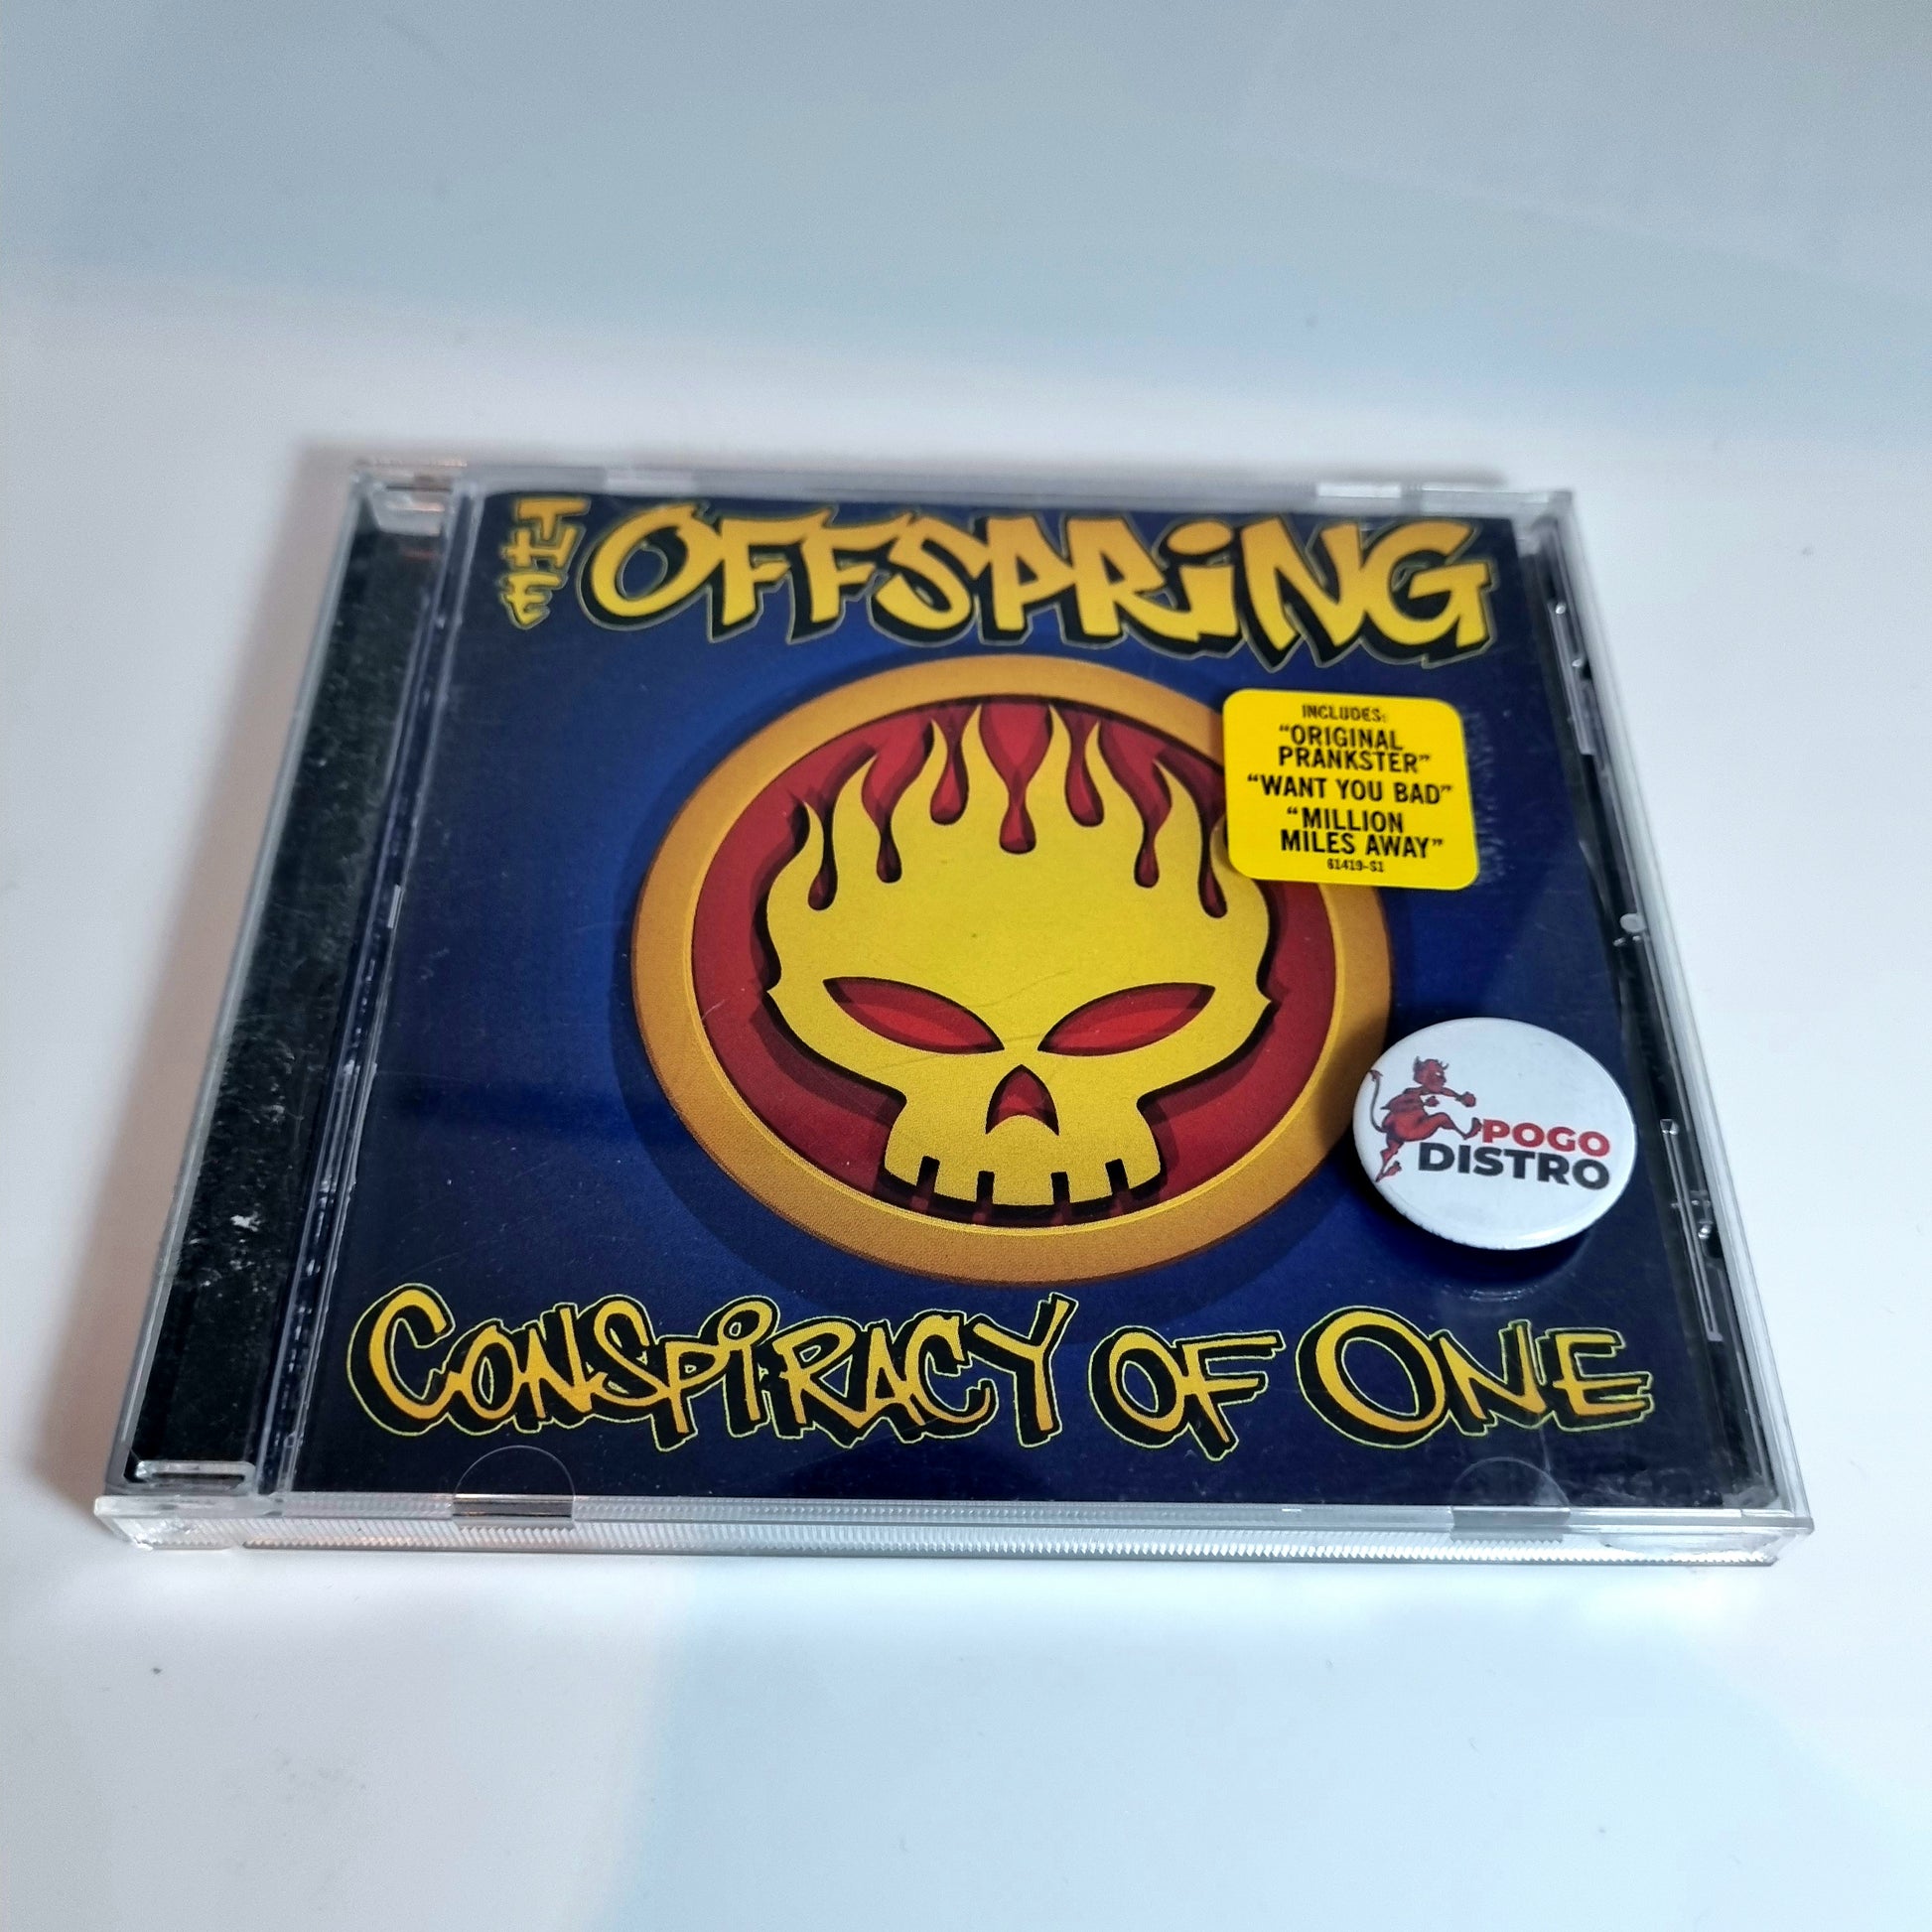 THE OFFSPRING
INCLUDES:
"ORIGINAL
PRANKSTER"
"WANT YOU BAD"
"MILLION
MILES AWAY"
61419-S1
POGO
DISTRO
CONSPIRACY OF ONE